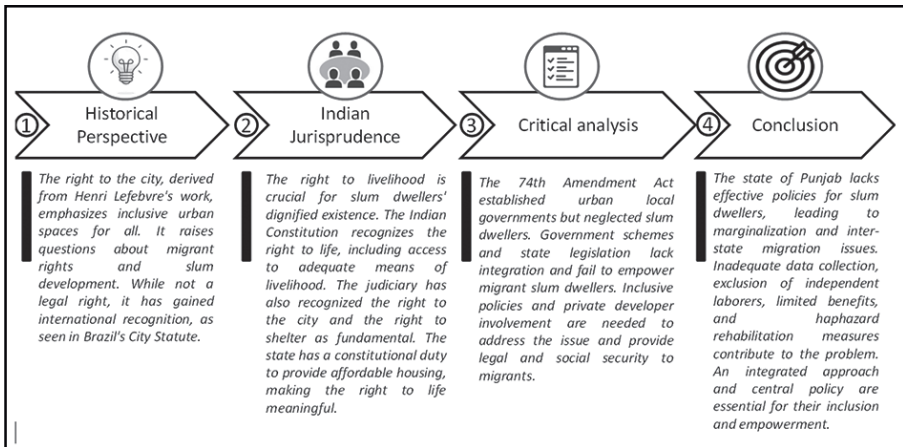 1
Historical
Perspective
The right to the city, derived
from Henri Lefebvre's work,
emphasizes inclusive urban
spaces for all. It raises
questions about migrant
rights and slum
development. While not a
legal right, it has gained
international recognition, as
seen in Brazil's City Statute.
2
Indian
Jurisprudence
The right to livelihood is
crucial for slum dwellers'
dignified existence. The Indian
Constitution recognizes the
right to life, including access
to adequate means of
livelihood. The judiciary has
also recognized the right to
the city and the right to
shelter as fundamental. The
state has a constitutional duty
to provide affordable housing,
making the right to life
meaningful.
3
Critical analysis
The 74th Amendment Act
established urban local
governments but neglected slum
dwellers. Government schemes
and state legislation lack
integration and fail to empower
migrant slum dwellers. Inclusive
policies and private developer
involvement are needed to
address the issue and provide
legal and social security to
migrants.
4
Conclusion
The state of Punjab lacks
effective policies for slum
dwellers, leading to
marginalization and inter-
state migration issues.
Inadequate data collection,
exclusion of independent
laborers, limited benefits,
and haphazard
rehabilitation measures
contribute to the problem.
An integrated approach
and central policy are
essential for their inclusion
and empowerment.